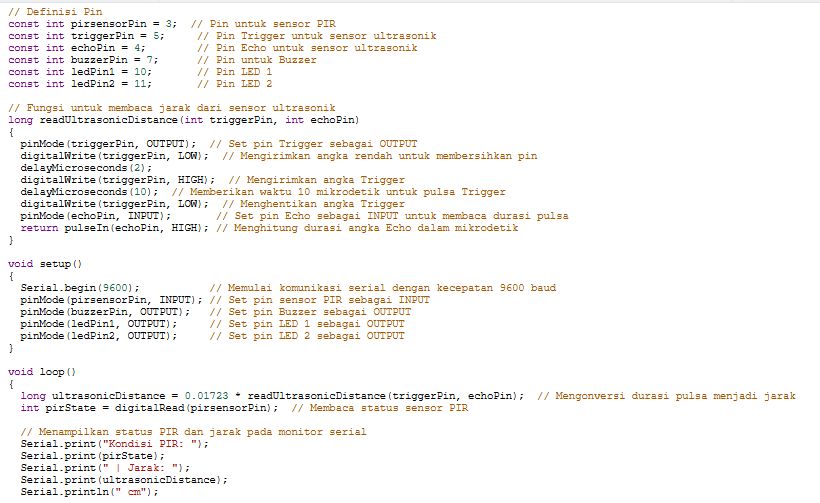 // Definisi Pin
const int pirsensorPin = 3;  // Pin untuk sensor PIR
const int triggerPin = 5;     // Pin Trigger untuk sensor ultrasonik
const int echoPin = 4;        // Pin Echo untuk sensor ultrasonik
const int buzzerPin = 7;      // Pin untuk Buzzer
const int ledPin1 = 10;       // Pin LED 1
const int ledPin2 = 11;       // Pin LED 2

// Fungsi untuk membaca jarak dari sensor ultrasonik
long readUltrasonicDistance(int triggerPin, int echoPin)
{
  pinMode(triggerPin, OUTPUT);  // Set pin Trigger sebagai OUTPUT
  digitalWrite(triggerPin, LOW);  // Mengirimkan angka rendah untuk membersihkan pin
  delayMicroseconds(2);
  digitalWrite(triggerPin, HIGH);  // Mengirimkan angka Trigger
  delayMicroseconds(10);  // Memberikan waktu 10 mikrodetik untuk pulsa Trigger
  digitalWrite(triggerPin, LOW);  // Menghentikan angka Trigger
  pinMode(echoPin, INPUT);       // Set pin Echo sebagai INPUT untuk membaca durasi pulsa
  return pulseIn(echoPin, HIGH); // Menghitung durasi angka Echo dalam mikrodetik
}

void setup()
{
  Serial.begin(9600);           // Memulai komunikasi serial dengan kecepatan 9600 baud
  pinMode(pirsensorPin, INPUT); // Set pin sensor PIR sebagai INPUT
  pinMode(buzzerPin, OUTPUT);   // Set pin Buzzer sebagai OUTPUT
  pinMode(ledPin1, OUTPUT);     // Set pin LED 1 sebagai OUTPUT
  pinMode(ledPin2, OUTPUT);     // Set pin LED 2 sebagai OUTPUT
}

void loop()
{
  long ultrasonicDistance = 0.01723 * readUltrasonicDistance(triggerPin, echoPin);  // Mengonversi durasi pulsa menjadi jarak
  int pirState = digitalRead(pirsensorPin);  // Membaca status sensor PIR

  // Menampilkan status PIR dan jarak pada monitor serial
  Serial.print("Kondisi PIR: ");
  Serial.print(pirState);
  Serial.print(" | Jarak: ");
  Serial.print(ultrasonicDistance);
  Serial.println(" cm");